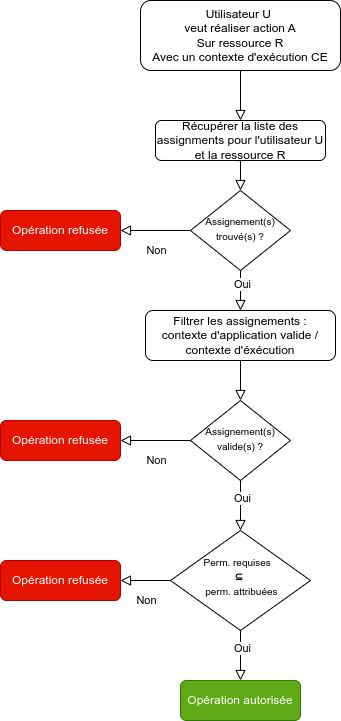 Utilisateur U
veut réaliser action A
Sur ressource R
Avec un contexte d'exécution CE
Récupérer la liste des
assignments pour l'utilisateur U
et la ressource R
Assignement(s)
trouvé(s) ?
Opération refusée
Non
Oui
Filtrer les assignements :
contexte d'application valide /
contexte d'éxécution
Assignement(s)
valide(s) ?
Opération refusée
Non
Oui
Perm. requises
⊆
perm. attribuées
Opération refusée
Non
Oui
Opération autorisée